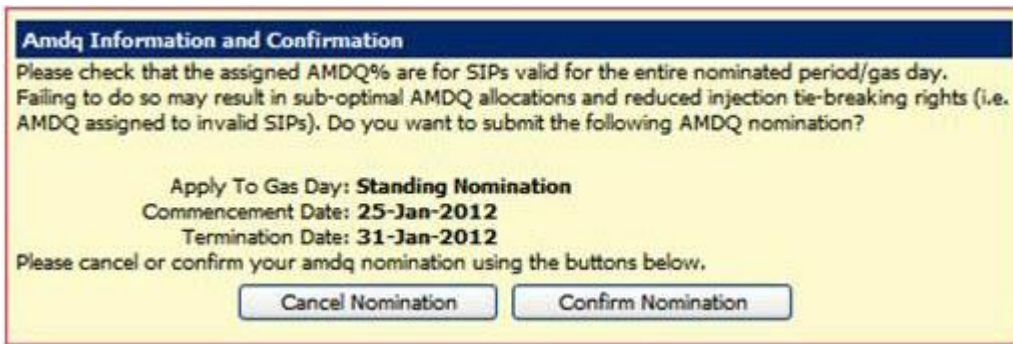 Amdq Information and Confirmation
Please check that the assigned AMDQ% are for SIPs valid for the entire nominated period/gas day.
Failing to do so may result in sub-optimal AMDQ allocations and reduced injection tie-breaking rights (i.e.
AMDQ assigned to invalid SIPs). Do you want to submit the following AMDQ nomination?
Apply To Gas Day: Standing Nomination
Commencement Date: 25-Jan-2012
Termination Date: 31-Jan-2012
Please cancel or confirm your amdq nomination using the buttons below.
Cancel Nomination Confirm Nomination